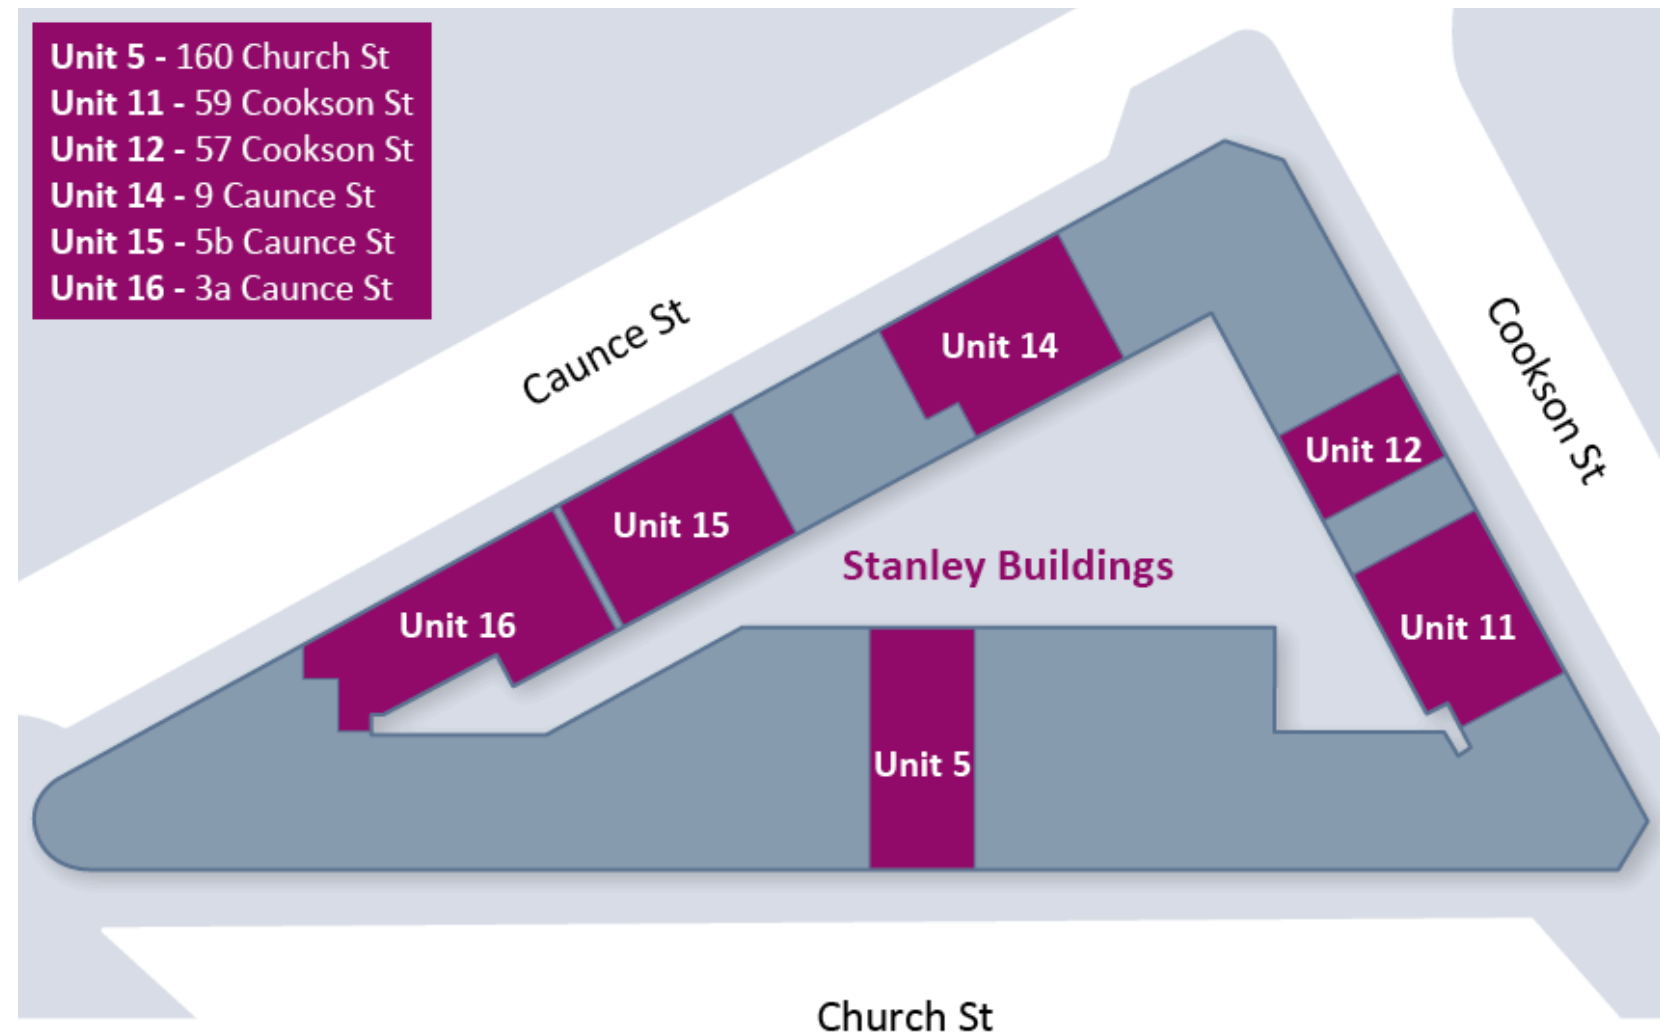 Unit 5 - 160 Church St
Unit 11 - 59 Cookson St
Unit 12 - 57 Cookson St
Unit 14 - 9 Caunce St
Unit 15 - 5b Caunce St
Unit 16 - 3a Caunce St
Caunce St
Cookson St
Unit 14
Unit 12
Unit 15
Stanley Buildings
Unit 16
Unit 11
Unit 5
Church St